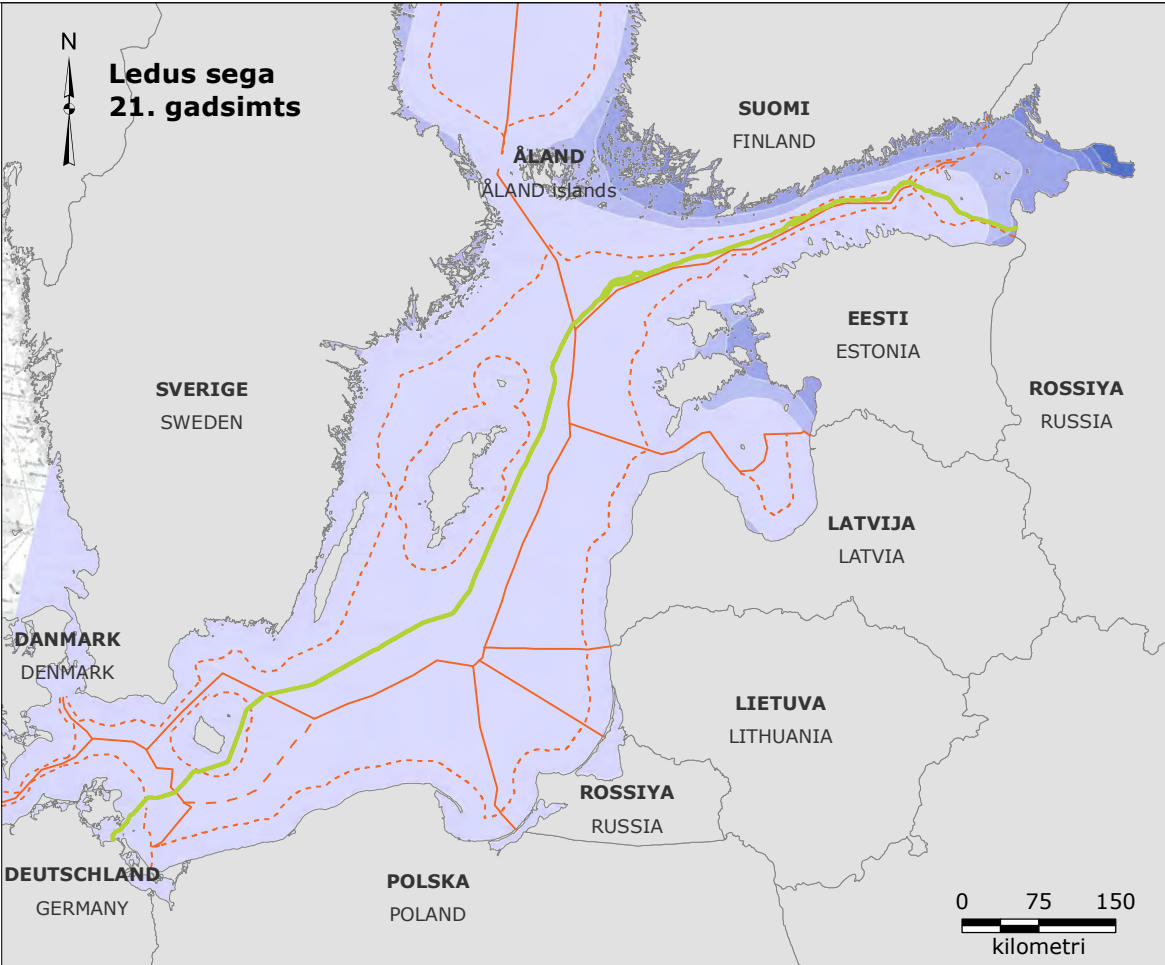 N
Ledus sega
21. gadsimts
SUOMI
FINLAND
ÅLAND
ÅLAND islands
EESTI
ESTONIA
SVERIGE
SWEDEN
ROSSIYA
RUSSIA
LATVIJA
LATVIA
DANMARK
DENMARK
LIETUVA
LITHUANIA
ROSSIYA
RUSSIA
DEUTSCHLAND
GERMANY
POLSKA
POLAND
0 75 150
kilometri